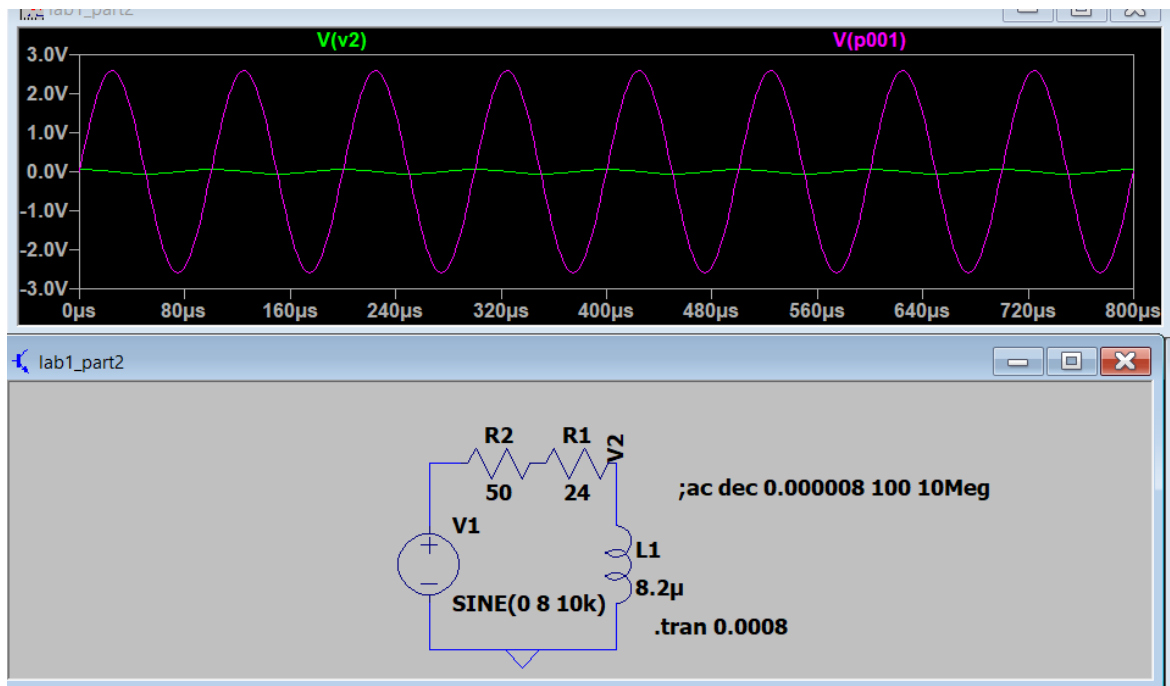 lab1_part2
V(v2) V(p001)
3.0V
2.0V
1.0V
0.0V
-1.0V
-2.0V
-3.0V
0µs 80µs 160µs 240µs 320µs 400µs 480µs 560µs 640µs 720µs 800µs
lab1_part2
R2 R1 V2
50 24
;ac dec 0.000008 100 10Meg
V1
L1
8.2µ
SINE(0 8 10k)
.tran 0.0008